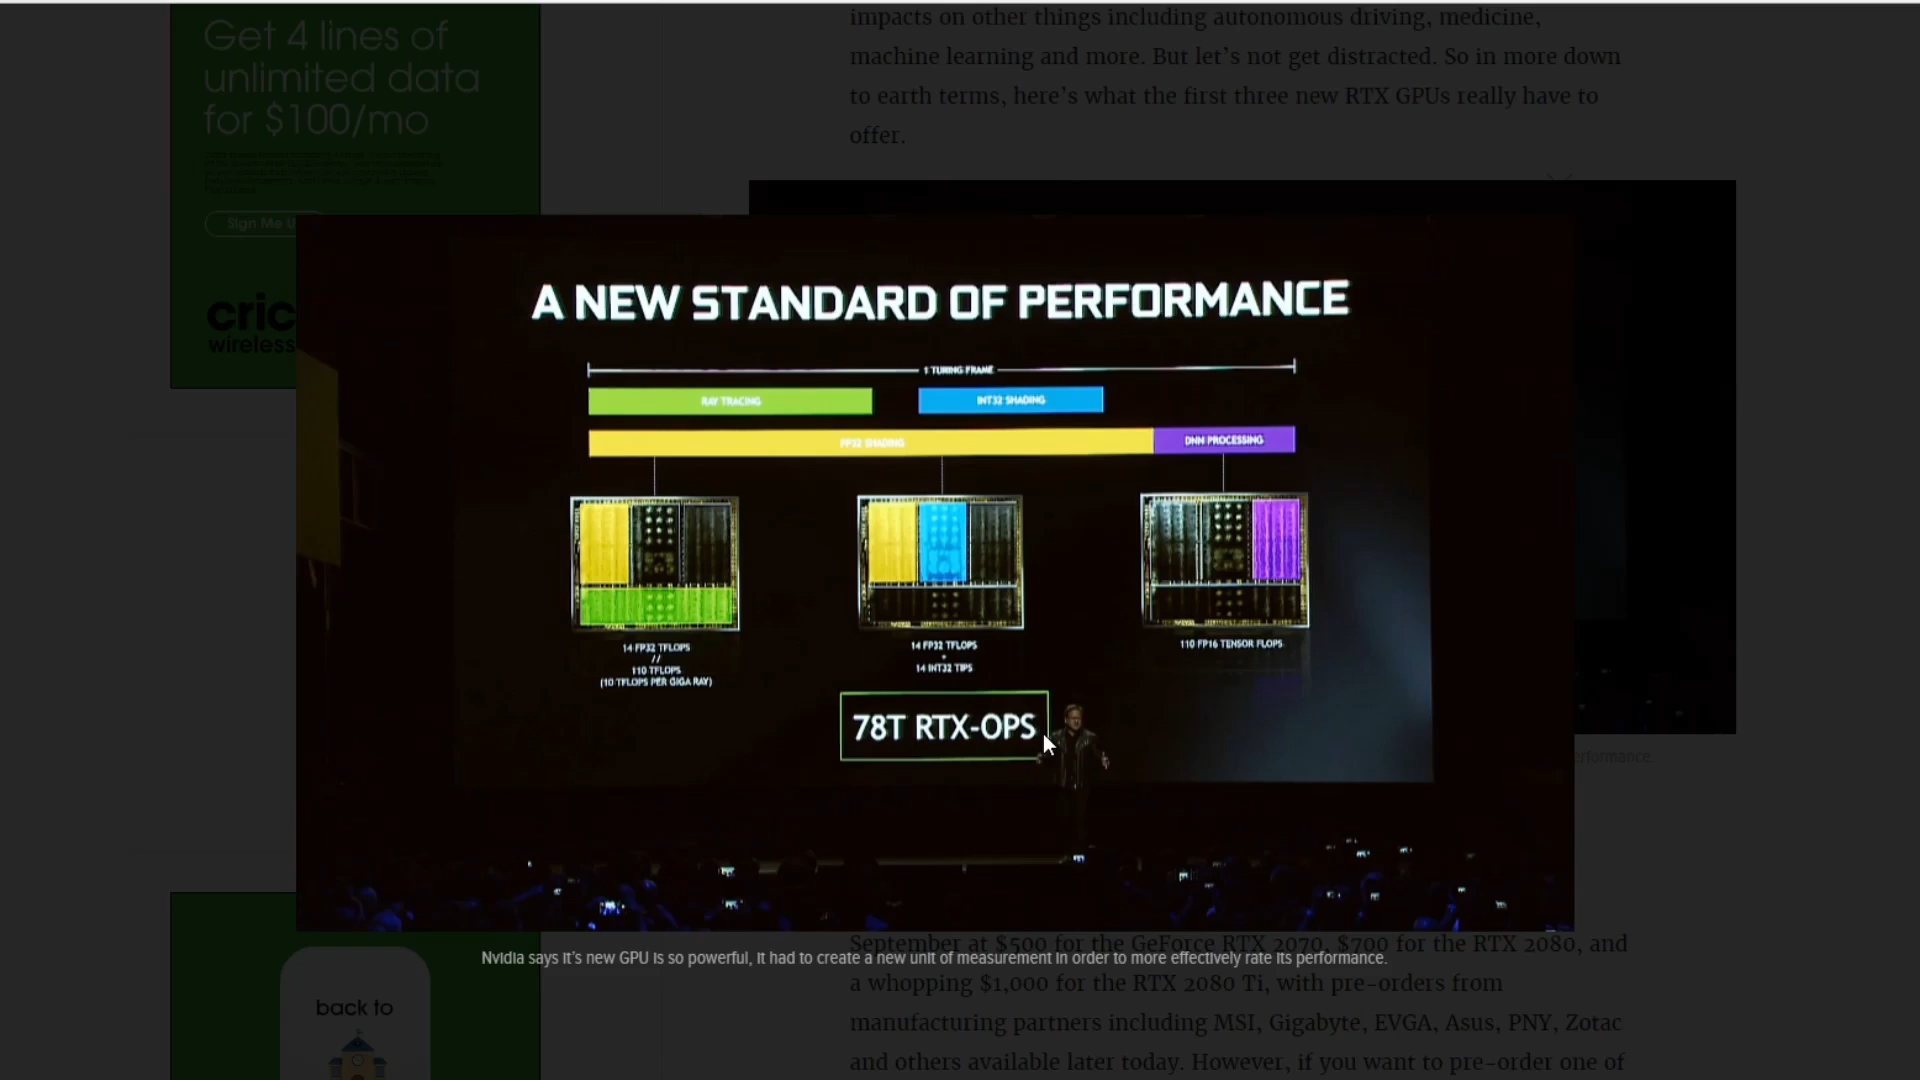 Get 4 lines of
unlimited data
for $100/mo
Sign Me U
cric
wireless
impacts on other things including autonomous driving, medicine,
machine learning and more. But let’s not get distracted. So in more down
to earth terms, here’s what the first three new RTX GPUs really have to
offer.
A NEW STANDARD OF PERFORMANCE
1 TURING FRAME
RAY TRACING
INT32 SHADING
FP32 SHADING
DNN PROCESSING
14 FP32 TFLOPS
//
110 TFLOPS
(10 TFLOPS PER GIGA RAY)
14 FP32 TFLOPS
+
14 INT32 TIPS
110 FP16 TENSOR FLOPS
78T RTX-OPS
erformance.
Nvidia says it’s new GPU is so powerful, it had to create a new unit of measurement in order to more effectively rate its performance.
September at $500 for the GeForce RTX 2070, $700 for the RTX 2080, and
a whopping $1,000 for the RTX 2080 Ti, with pre-orders from
manufacturing partners including MSI, Gigabyte, EVGA, Asus, PNY, Zotac
and others available later today. However, if you want to pre-order one of
back to